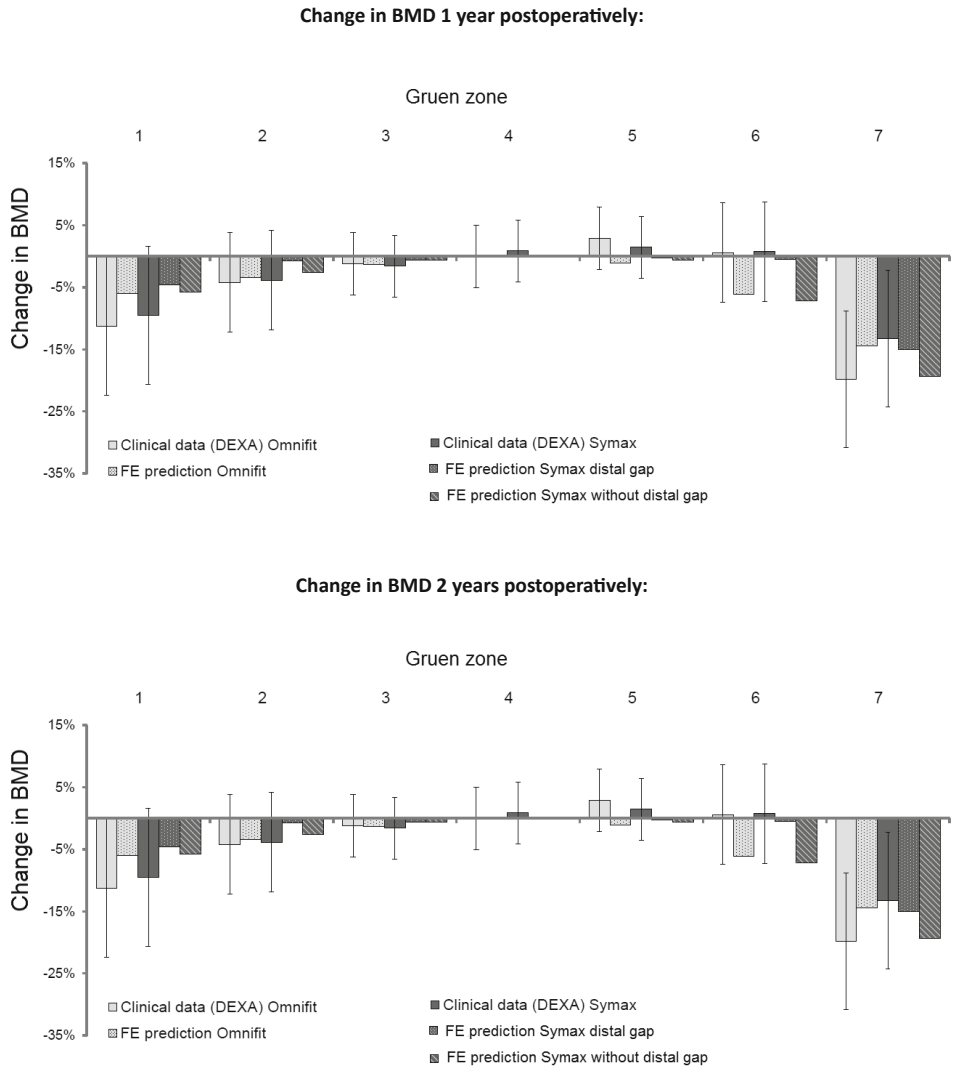 Change in BMD 1 year postoperatively:
Gruen zone
1 2 3 4 5 6 7
15%
5%
-5%
-15%
-25%
-35%
Change in BMD
Clinical data (DEXA) Omnifit
FE prediction Omnifit
Clinical data (DEXA) Symax
FE prediction Symax distal gap
FE prediction Symax without distal gap
Change in BMD 2 years postoperatively:
Gruen zone
1 2 3 4 5 6 7
15%
5%
-5%
-15%
-25%
-35%
Change in BMD
Clinical data (DEXA) Omnifit
FE prediction Omnifit
Clinical data (DEXA) Symax
FE prediction Symax distal gap
FE prediction Symax without distal gap